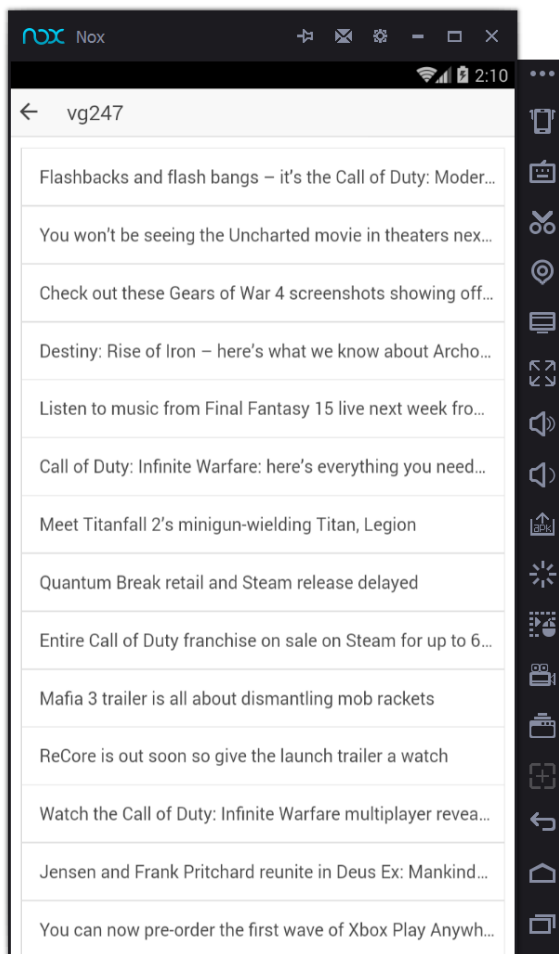 nox Nox
2:10
vg247
Flashbacks and flash bangs – it's the Call of Duty: Moder...
You won't be seeing the Uncharted movie in theaters nex...
Check out these Gears of War 4 screenshots showing off...
Destiny: Rise of Iron – here's what we know about Archo...
Listen to music from Final Fantasy 15 live next week fro...
Call of Duty: Infinite Warfare: here's everything you need...
Meet Titanfall 2's minigun-wielding Titan, Legion
Quantum Break retail and Steam release delayed
Entire Call of Duty franchise on sale on Steam for up to 6...
Mafia 3 trailer is all about dismantling mob rackets
ReCore is out soon so give the launch trailer a watch
Watch the Call of Duty: Infinite Warfare multiplayer revea...
Jensen and Frank Pritchard reunite in Deus Ex: Mankind...
You can now pre-order the first wave of Xbox Play Anywh...
APK